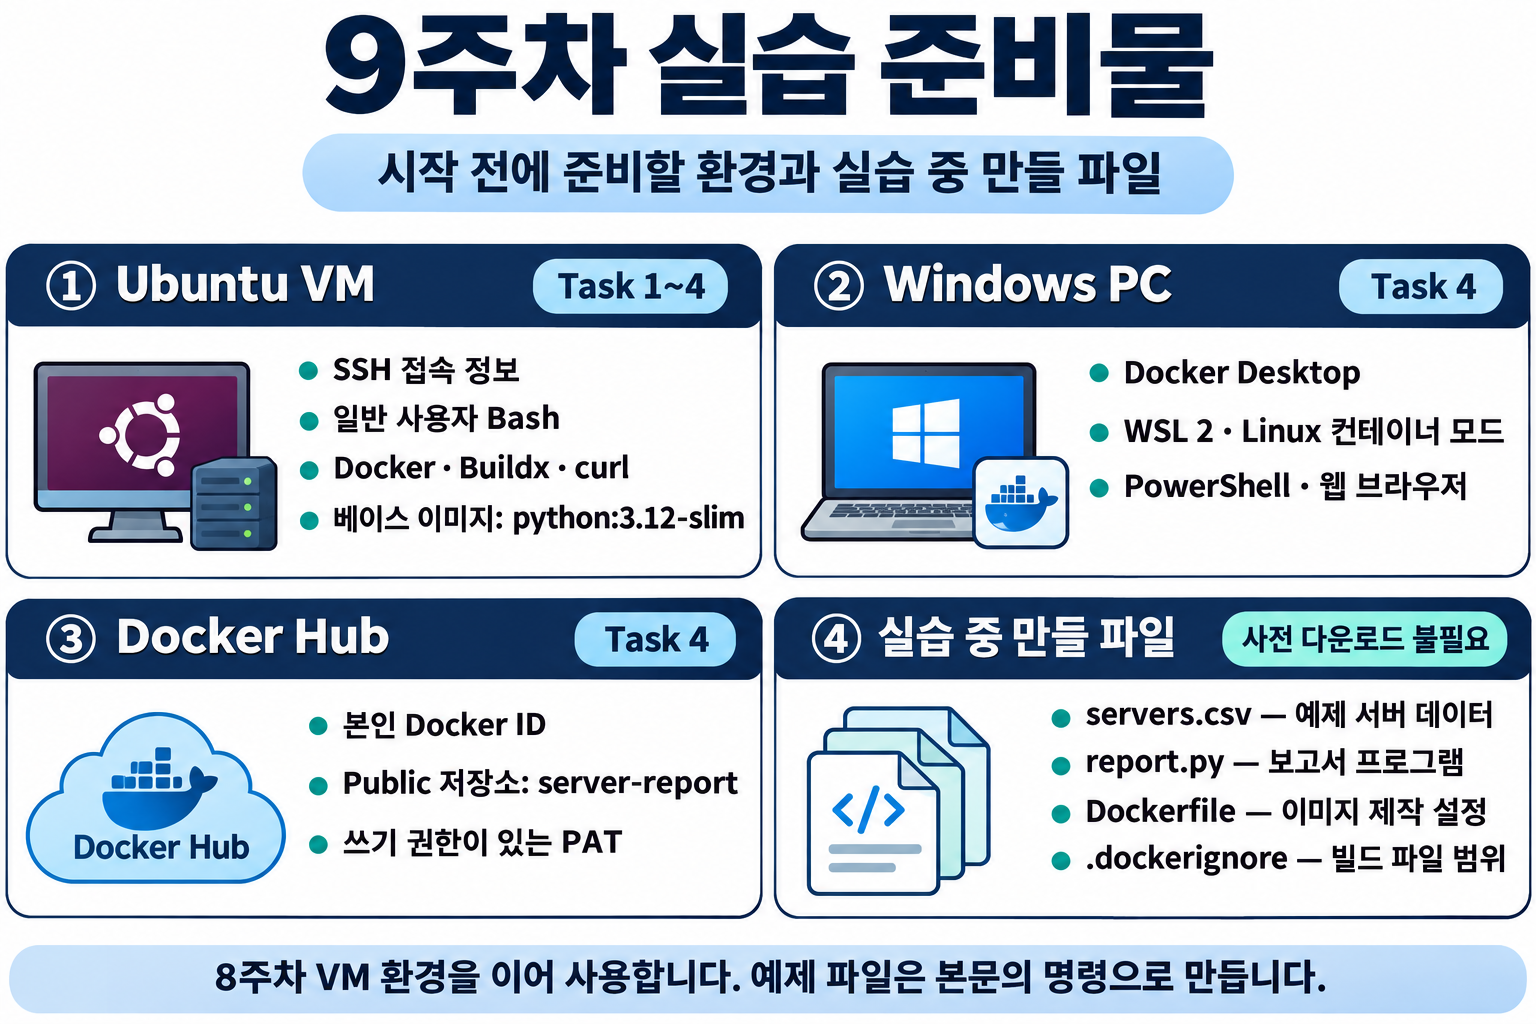 9주차 실습 준비물
시작 전에 준비할 환경과 실습 중 만들 파일
① Ubuntu VM
Task 1~4
SSH 접속 정보
일반 사용자 Bash
Docker · Buildx · curl
베이스 이미지: python:3.12-slim
② Windows PC
Task 4
Docker Desktop
WSL 2 · Linux 컨테이너 모드
PowerShell · 웹 브라우저
③ Docker Hub
Task 4
Docker Hub
본인 Docker ID
Public 저장소: server-report
쓰기 권한이 있는 PAT
④ 실습 중 만들 파일
사전 다운로드 불필요
</>
servers.csv — 예제 서버 데이터
report.py — 보고서 프로그램
Dockerfile — 이미지 제작 설정
.dockerignore — 빌드 파일 범위
8주차 VM 환경을 이어 사용합니다. 예제 파일은 본문의 명령으로 만듭니다.